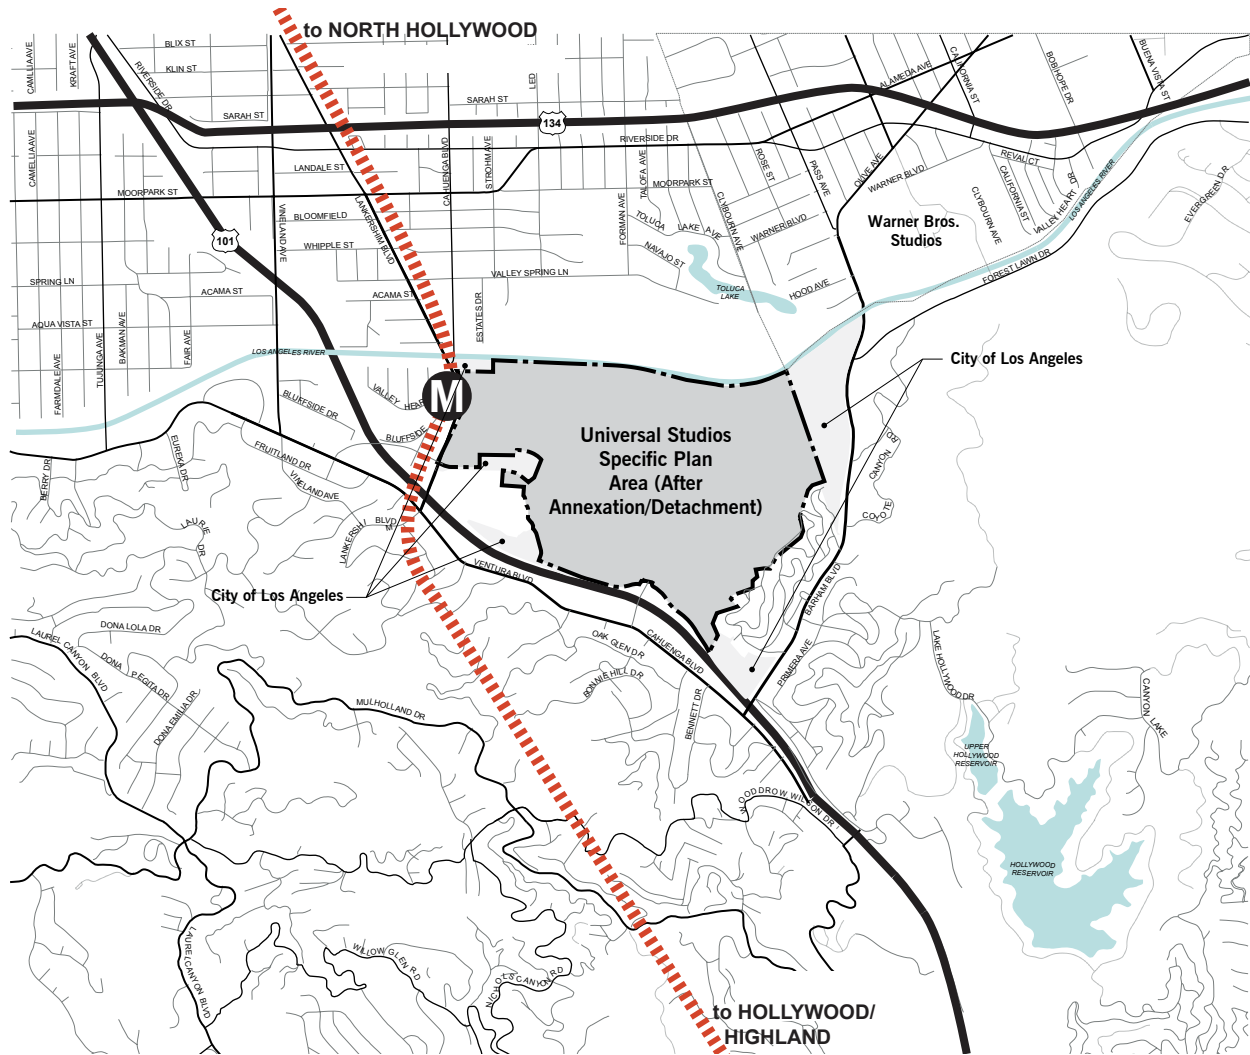 to NORTH HOLLYWOOD
BLIX ST
KLIN ST
CAMLLIA AVE
KRAFT AVE
RIVERSIDE DR
SARAH ST
LED
SARAH ST
134
RIVERSIDE DR
ALAMEDA AVE
CALIFORNIA ST
BOB HOPE DR
BUENA VISTA ST
CAMELLIA AVE
LANDALE ST
MOORPARK ST
CAHUENGA BLVD
STROHM AVE
TALOFA AVE
MOORPARK ST
ROSE ST
PASS AVE
OLIVE AVE
WARNER BLVD
REVAL CT
CALIFORNIA ST
CLYBOURN AVE
VALLEY HEART DR
LOS ANGELES RIVER
EVERGREEN DR
VINELAND AVE
BLOOMFIELD
LANKERSHIM BLVD
WHIPPLE ST
FORMAN AVE
TOLUCA LAKE AVE
CLYBOURN AVE
WARNER BLVD
NAVAJO ST
Warner Bros.
Studios
101
FOREST LAWN DR
SPRING LN
ACAMA ST
ACAMA ST
VALLEY SPRING LN
ESTATES DR
TOLUCA
LAKE
HOOD AVE
AQUA VISTA ST
FARMDALE AVE
TUJUNGA AVE
BAKMAN AVE
FAIR AVE
LOS ANGELES RIVER
City of Los Angeles
VALLEY HEAR
M
BLUFFSIDE DR
BLUFFSIDE
Universal Studios
Specific Plan
Area (After
Annexation/Detachment)
BERRY DR
EUREKA DR
FRUITLAND DR
VINELAND AVE
LAURIE DR
LANKERSHIM BLVD
CANYON RD
COYOTE
VENTURA BLVD
City of Los Angeles
BARHAM BLVD
LAUREL CANYON BLVD
DONA LOLA DR
DONA PEGITA DR
DONA EMILIA DR
OAK GLEN DR
CAHUENGA BLVD
BONNIE HILL DR
BENNETT DR
PRIMERA AVE
LAKE HOLLYWOOD DR
CANYON LAKE
MULHOLLAND DR
UPPER
HOLLYWOOD
RESERVOIR
WOODROW WILSON DR
HOLLYWOOD
RESERVOIR
LAUREL CANYON BLVD
WILLOW GLEN RD
NICHOLS CANYON RD
to HOLLYWOOD/
HIGHLAND